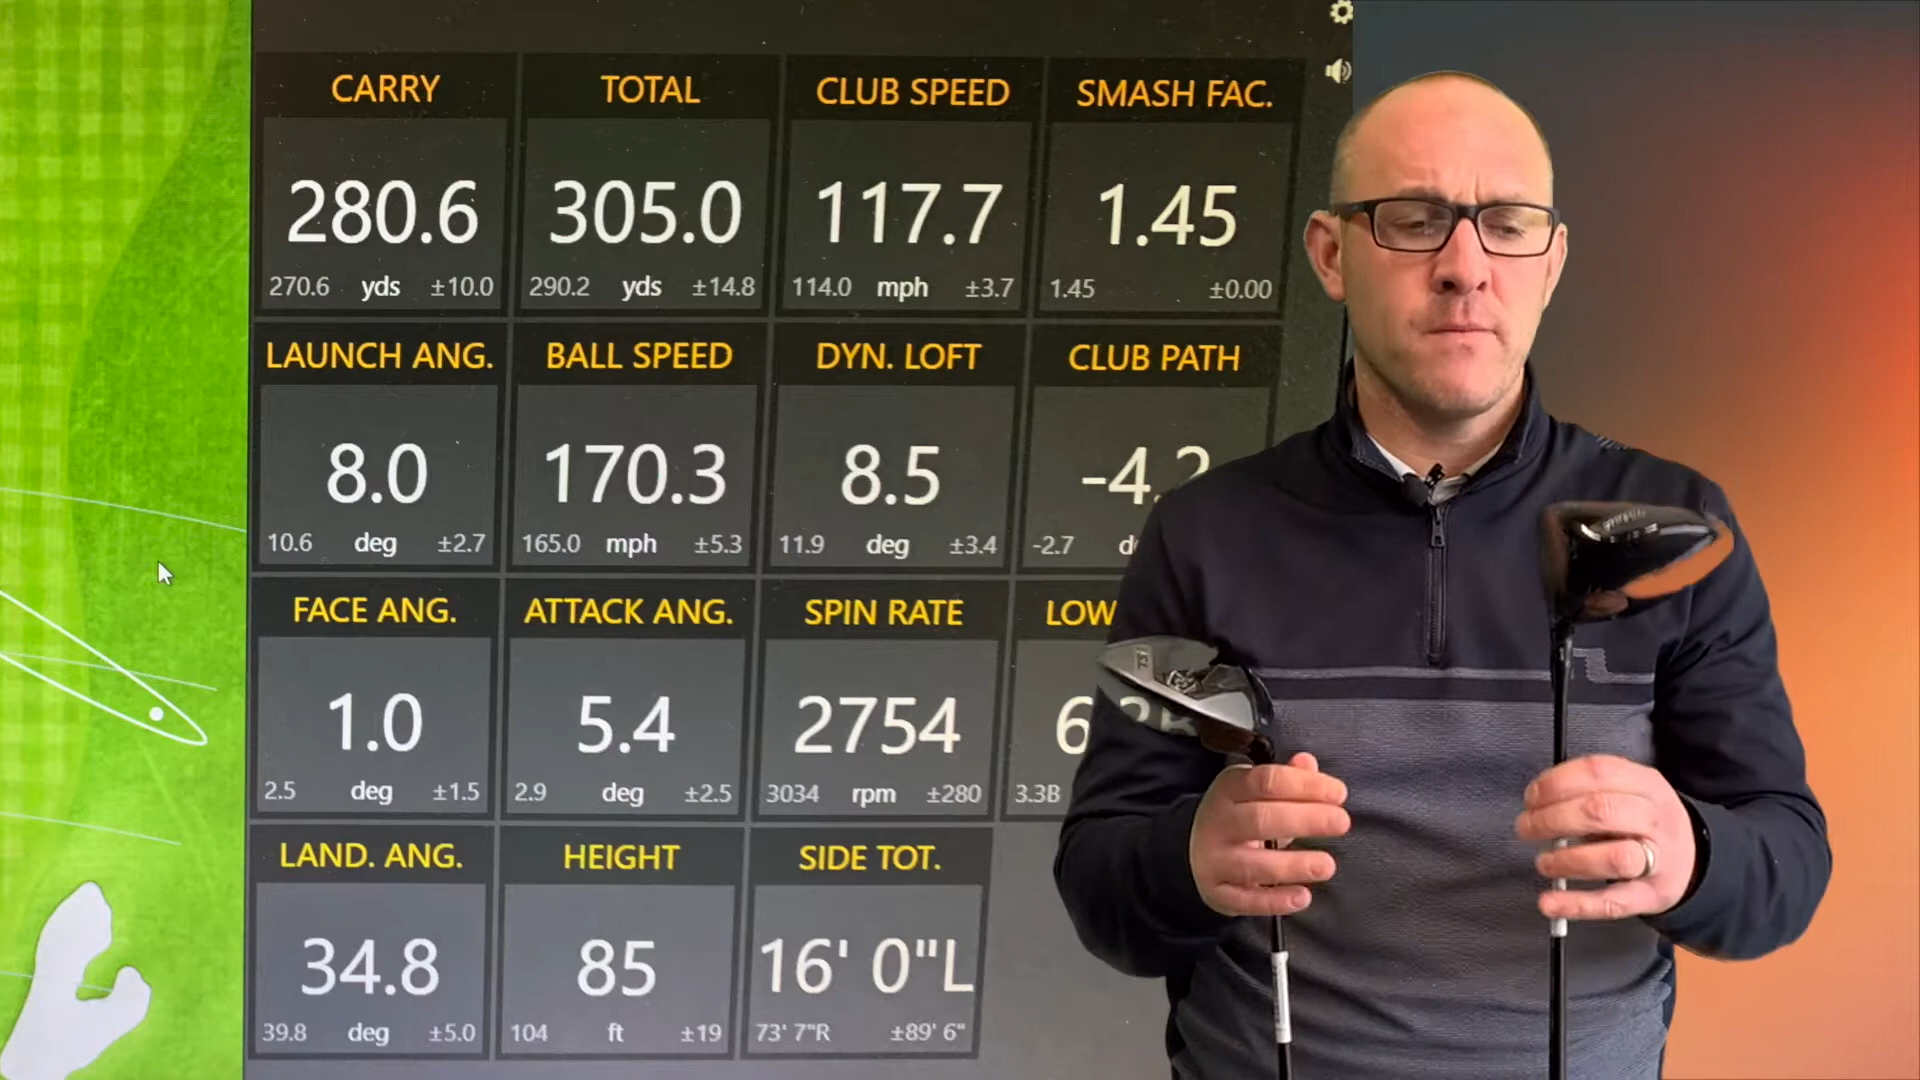 CARRY TOTAL CLUB SPEED SMASH FAC.
280.6 305.0 117.7 1.45
270.6 yds ±10.0 290.2 yds ±14.8 114.0 mph ±3.7 1.45 ±0.00
LAUNCH ANG. BALL SPEED DYN. LOFT CLUB PATH
8.0 170.3 8.5 -4.2
10.6 deg ±2.7 165.0 mph ±5.3 11.9 deg ±3.4 -2.7
FACE ANG. ATTACK ANG. SPIN RATE LOW
1.0 5.4 2754
2.5 deg ±1.5 2.9 deg ±2.5 3034 rpm ±280 3.3B
LAND. ANG. HEIGHT SIDE TOT.
34.8 85 16' 0"L
39.8 deg ±5.0 104 ft ±19 73' 7"R ±89' 6"